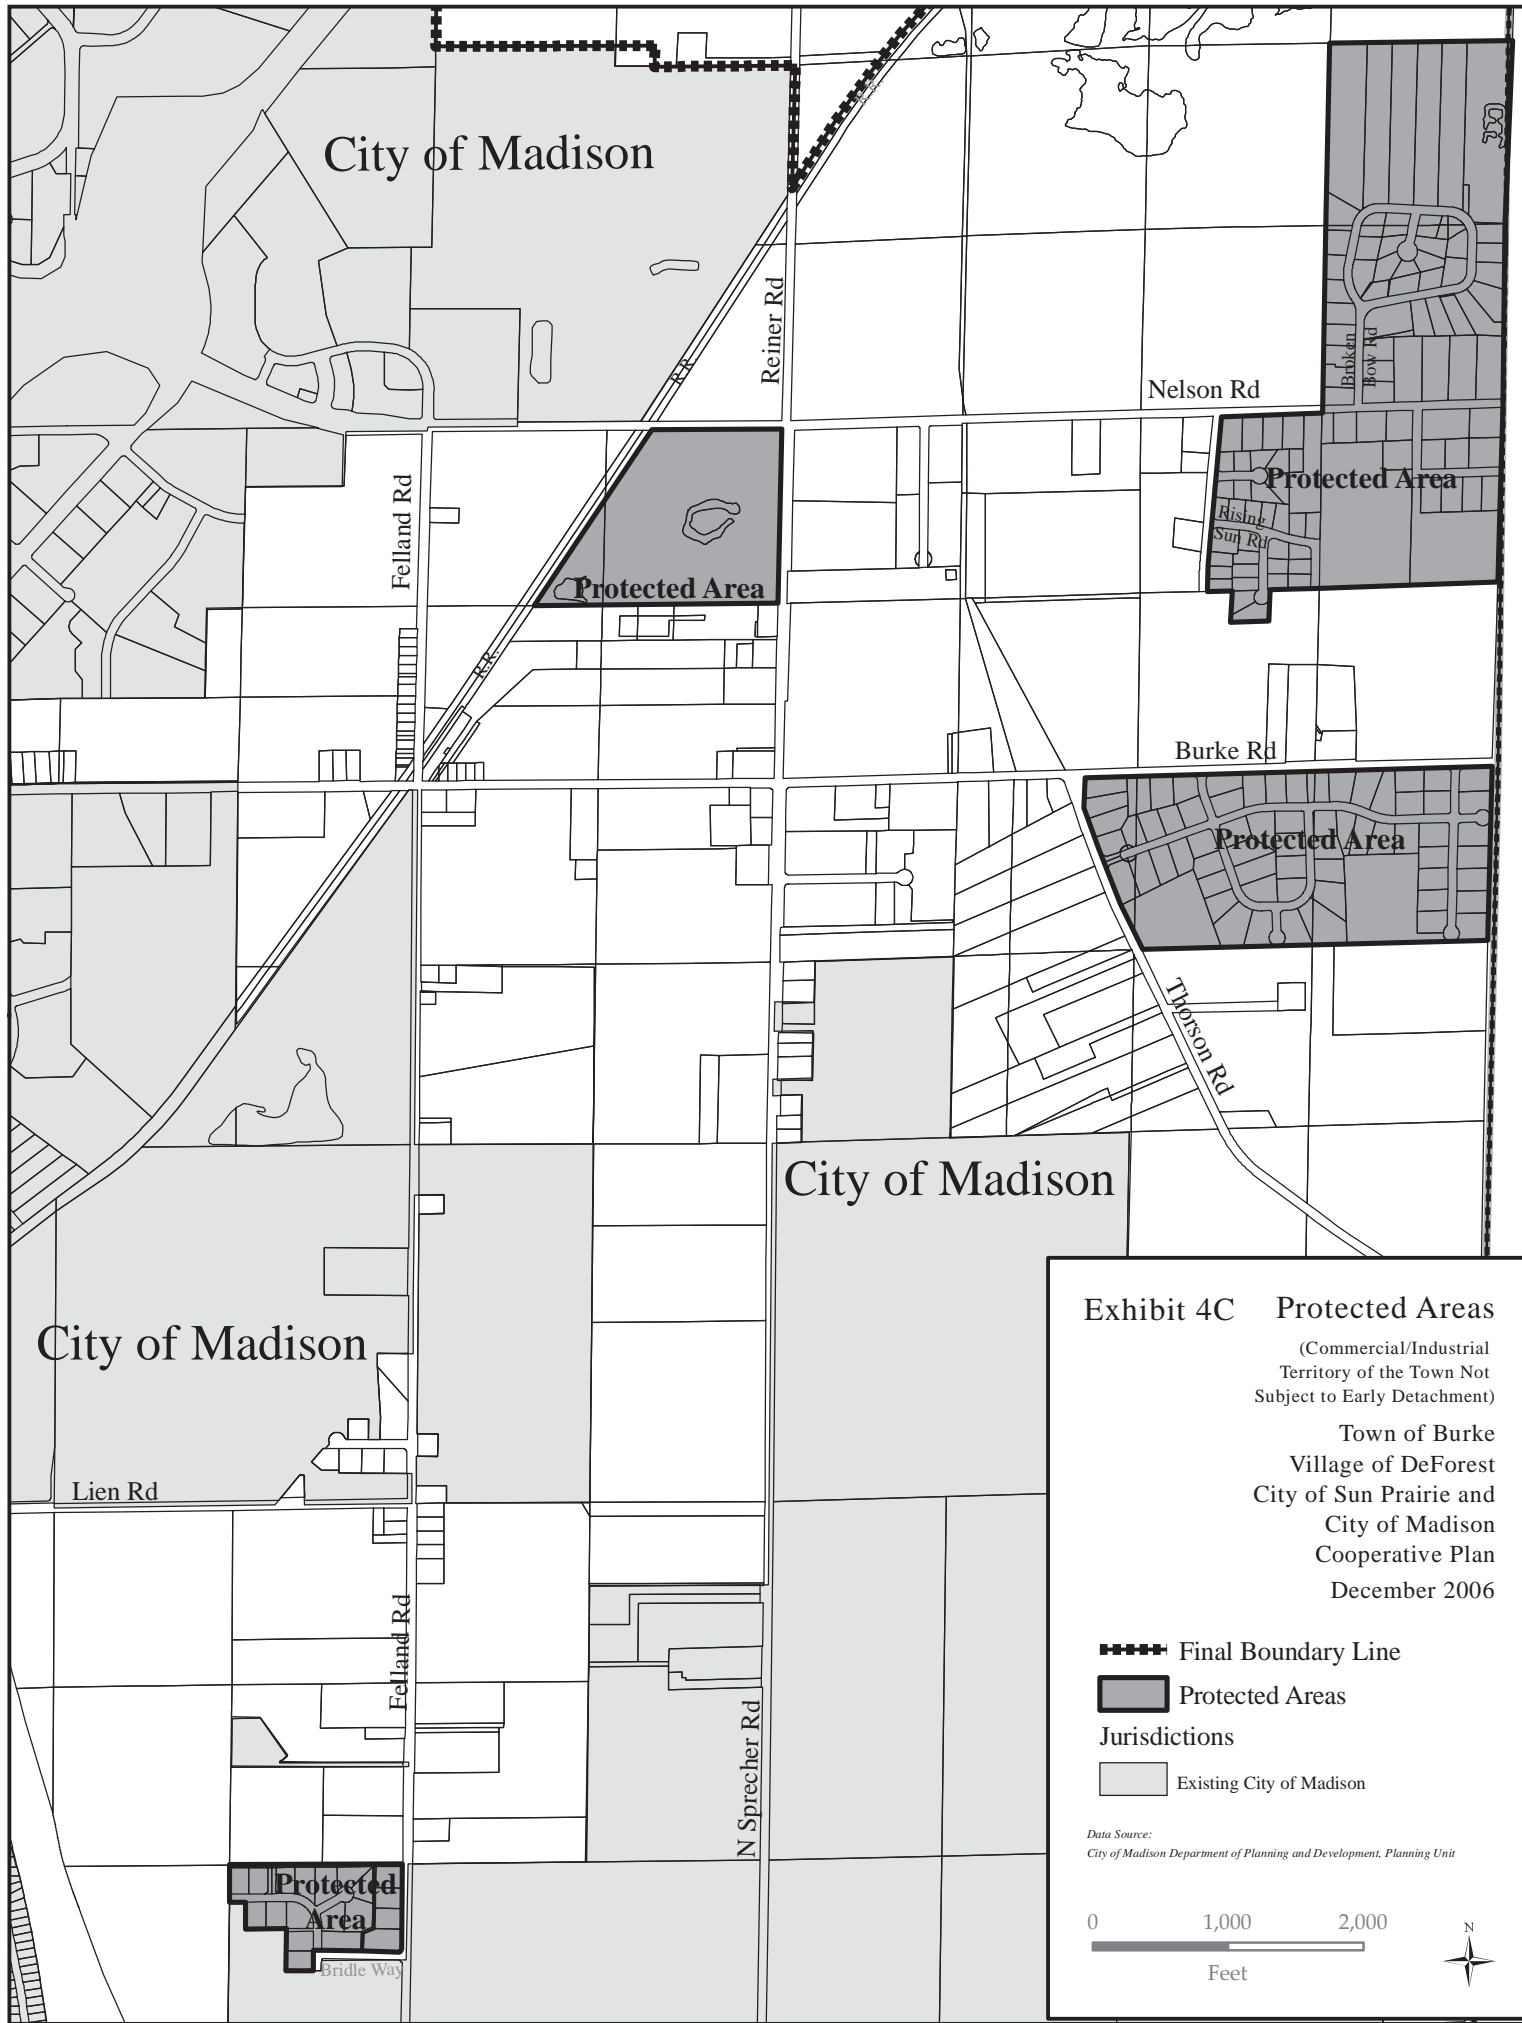 City of Madison
R.R.
Reiner Rd
R.R.
Nelson Rd
Broken
Bow Rd
Felland Rd
Protected Area
Rising
Sun Rd
Protected Area
R.R.
Burke Rd
Protected Area
Thorson Rd
City of Madison
City of Madison
Lien Rd
Felland Rd
N Sprecher Rd
Protected
Area
Bridle Way
Exhibit 4C Protected Areas
(Commercial/Industrial
Territory of the Town Not
Subject to Early Detachment)
Town of Burke
Village of DeForest
City of Sun Prairie and
City of Madison
Cooperative Plan
December 2006
Final Boundary Line
Protected Areas
Jurisdictions
Existing City of Madison
Data Source:
City of Madison Department of Planning and Development, Planning Unit
0 1,000 2,000
Feet
N